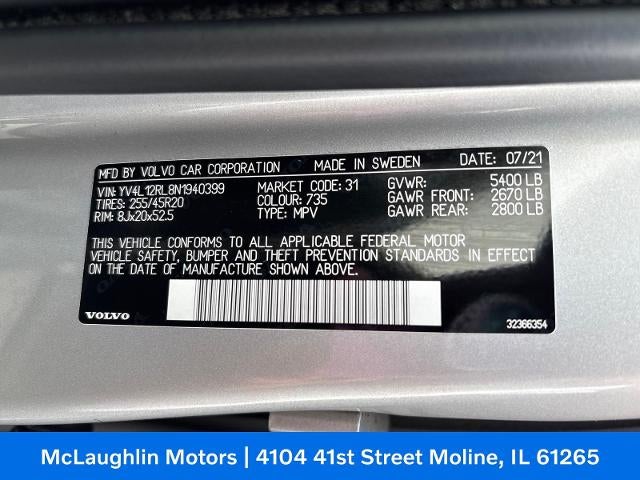 MFD BY VOLVO CAR CORPORATION MADE IN SWEDEN DATE: 07/21
VIN: YV4L12RL8N1940399 MARKET CODE: 31 GVWR: 5400 LB
TIRES: 255/45R20 COLOUR: 735 GAWR FRONT: 2670 LB
RIM: 8Jx20x52.5 TYPE: MPV GAWR REAR: 2800 LB
THIS VEHICLE CONFORMS TO ALL APPLICABLE FEDERAL MOTOR
VEHICLE SAFETY, BUMPER AND THEFT PREVENTION STANDARDS IN EFFECT
ON THE DATE OF MANUFACTURE SHOWN ABOVE.
VOLVO 32366354
McLaughlin Motors | 4104 41st Street Moline, IL 61265